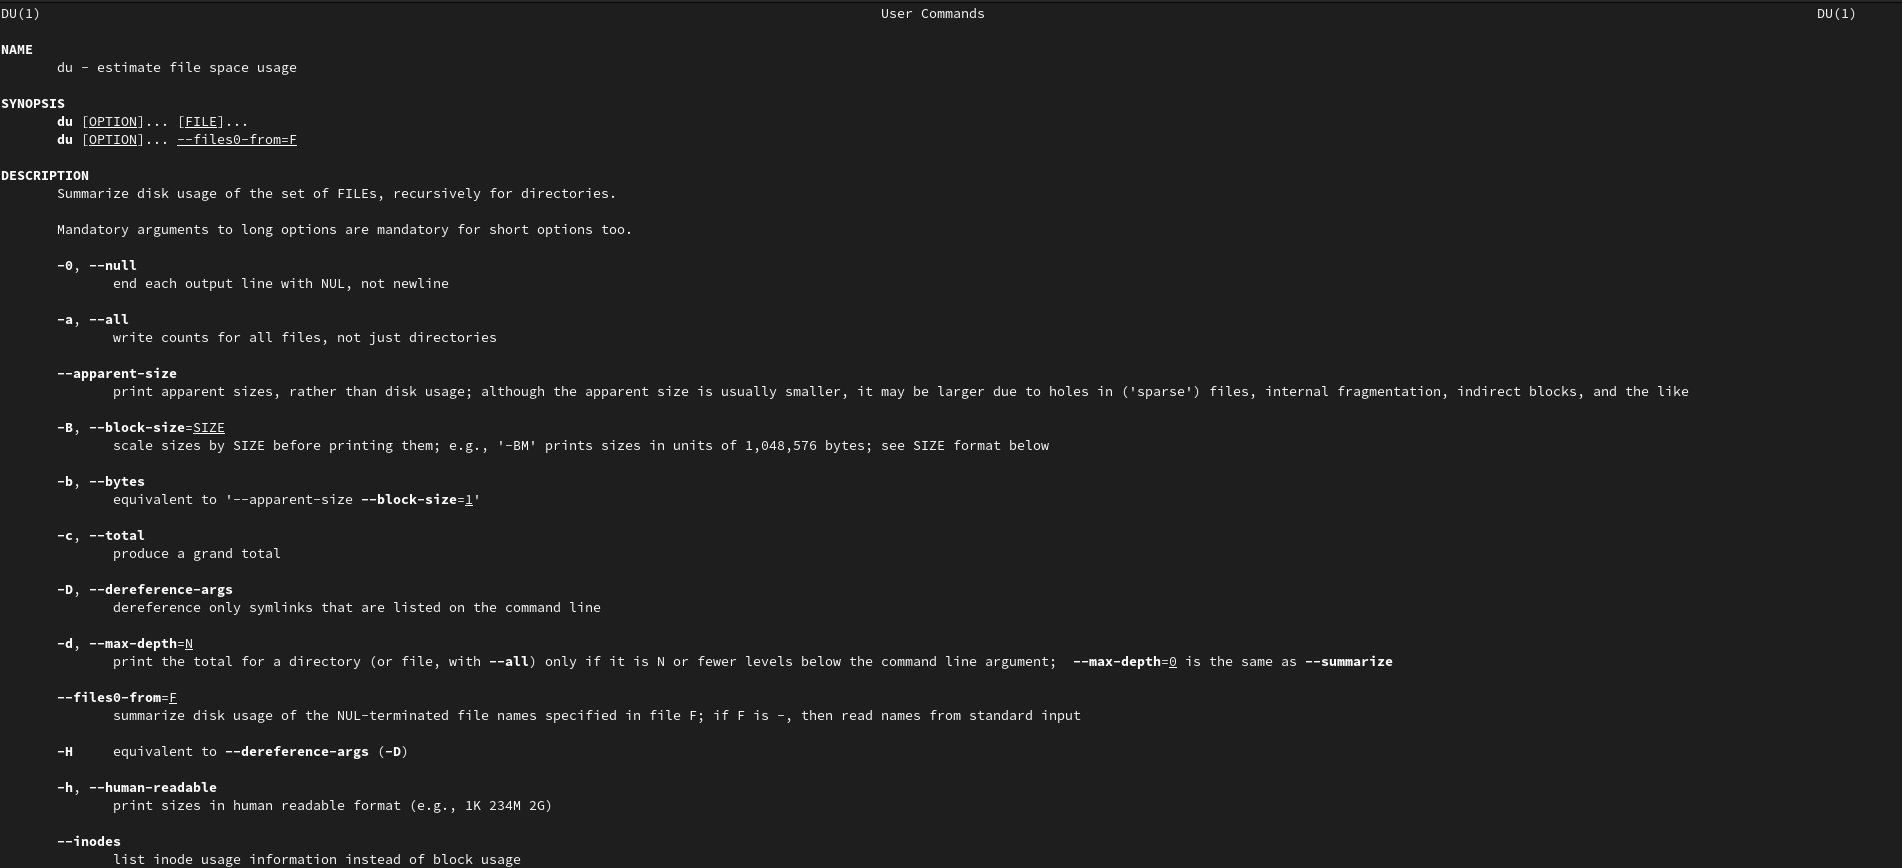 DU(1) User Commands DU(1)
NAME
du - estimate file space usage
SYNOPSIS
du [OPTION]... [FILE]...
du [OPTION]... --files0-from=F
DESCRIPTION
Summarize disk usage of the set of FILEs, recursively for directories.
Mandatory arguments to long options are mandatory for short options too.
-0, --null
end each output line with NUL, not newline
-a, --all
write counts for all files, not just directories
--apparent-size
print apparent sizes, rather than disk usage; although the apparent size is usually smaller, it may be larger due to holes in ('sparse') files, internal fragmentation, indirect blocks, and the like
-B, --block-size=SIZE
scale sizes by SIZE before printing them; e.g., '-BM' prints sizes in units of 1,048,576 bytes; see SIZE format below
-b, --bytes
equivalent to '--apparent-size --block-size=1'
-c, --total
produce a grand total
-D, --dereference-args
dereference only symlinks that are listed on the command line
-d, --max-depth=N
print the total for a directory (or file, with --all) only if it is N or fewer levels below the command line argument;  --max-depth=0 is the same as --summarize
--files0-from=F
summarize disk usage of the NUL-terminated file names specified in file F; if F is -, then read names from standard input
-H equivalent to --dereference-args (-D)
-h, --human-readable
print sizes in human readable format (e.g., 1K 234M 2G)
--inodes
list inode usage information instead of block usage